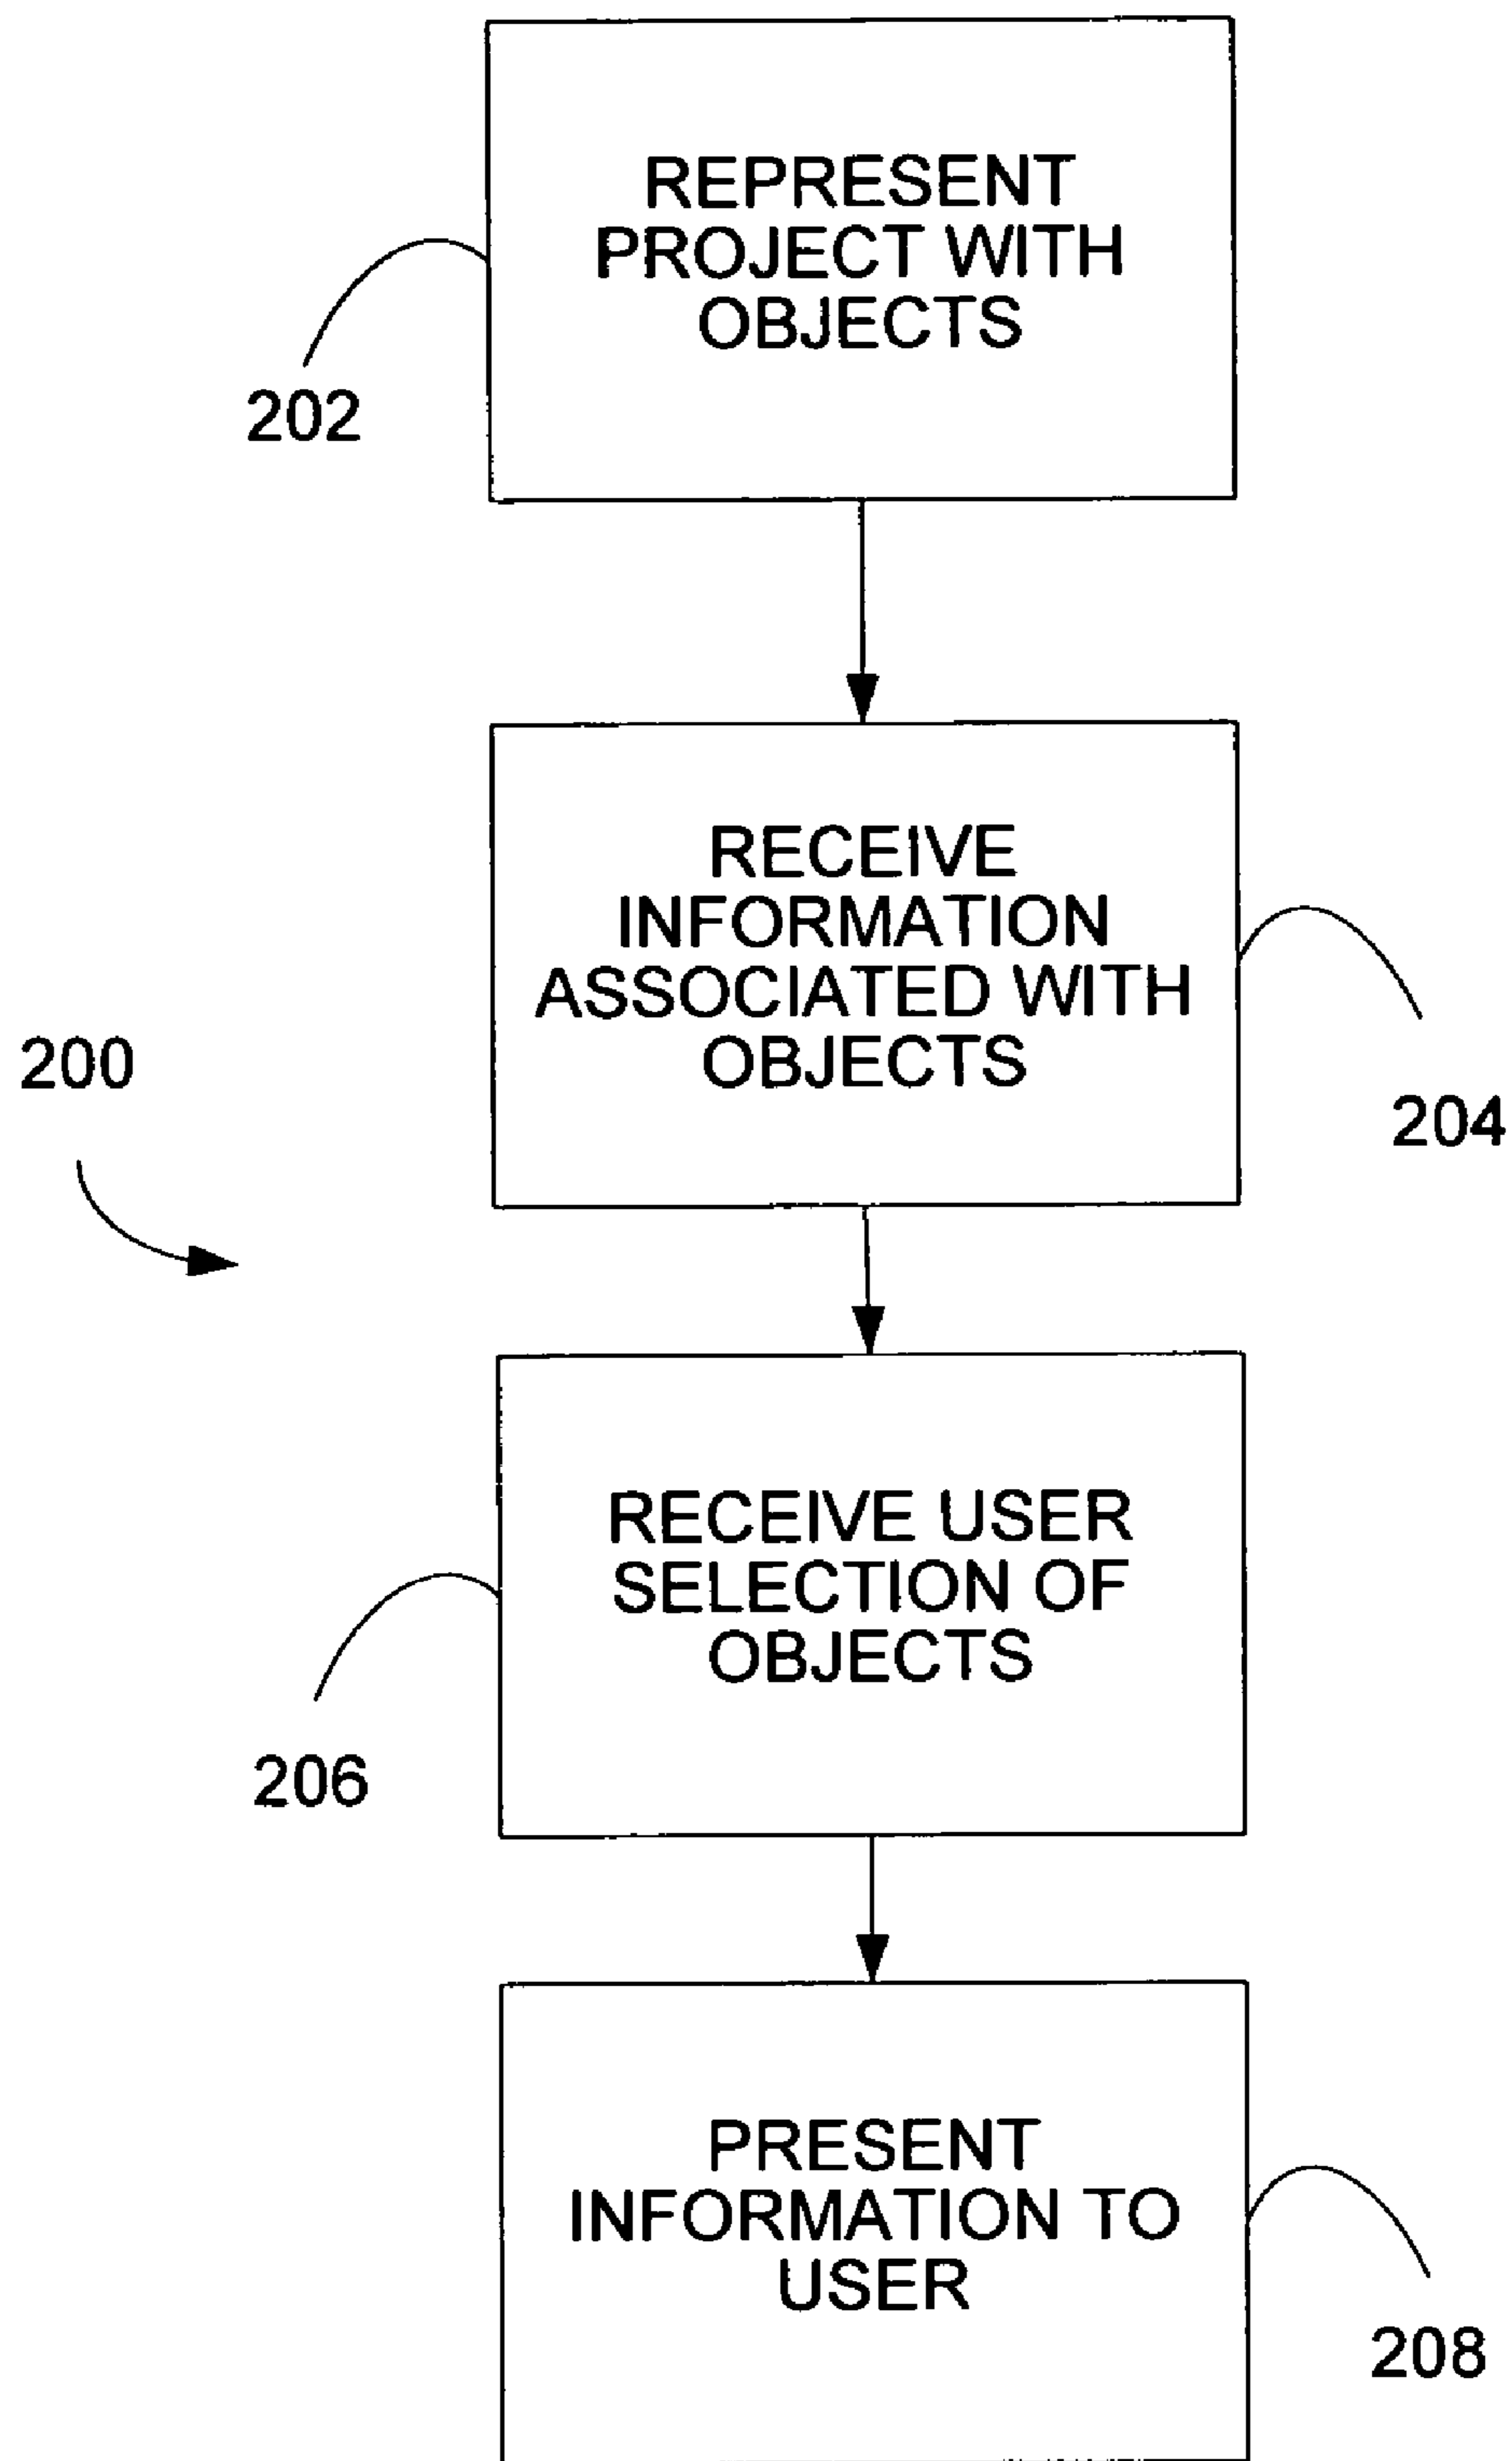 REPRESENT
PROJECT WITH
OBJECTS
202
RECEIVE
INFORMATION
ASSOCIATED WITH
OBJECTS
204
200
RECEIVE USER
SELECTION OF
OBJECTS
206
PRESENT
INFORMATION TO
USER
208